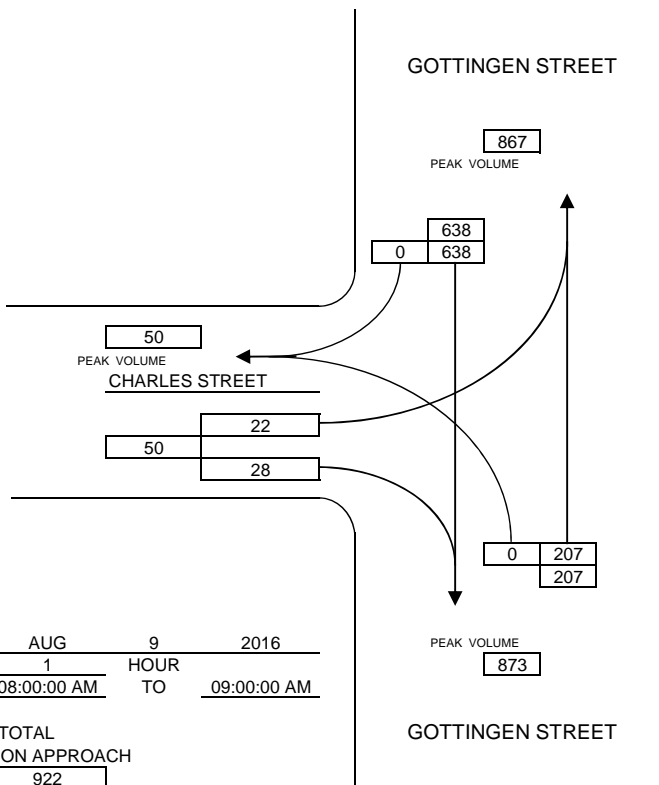 GOTTINGEN STREET
867
PEAK VOLUME
638
0 638
50
PEAK VOLUME
CHARLES STREET
22
50
28
0 207
207
AUG 9 2016
1 HOUR
08:00:00 AM TO 09:00:00 AM
PEAK VOLUME
873
TOTAL
ON APPROACH
922
GOTTINGEN STREET